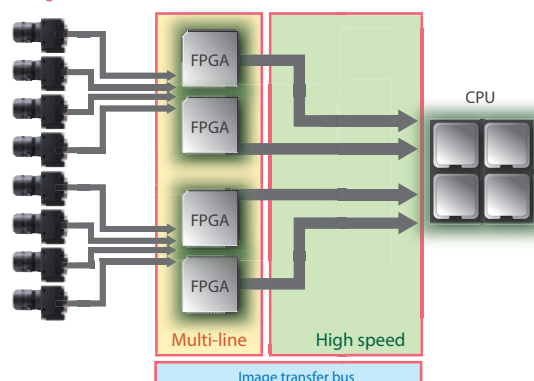 FPGA
CPU
FPGA
FPGA
FPGA
Multi-line
High speed
Image transfer bus